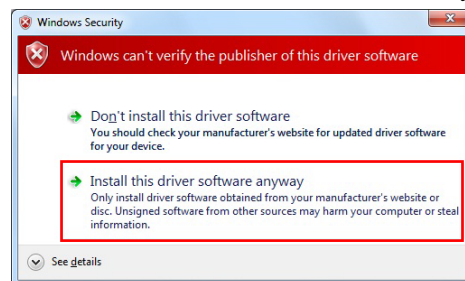 Windows Security
Windows can't verify the publisher of this driver software
Don't install this driver software
You should check your manufacturer's website for updated driver software
for your device.
Install this driver software anyway
Only install driver software obtained from your manufacturer's website or
disc. Unsigned software from other sources may harm your computer or steal
information.
See details